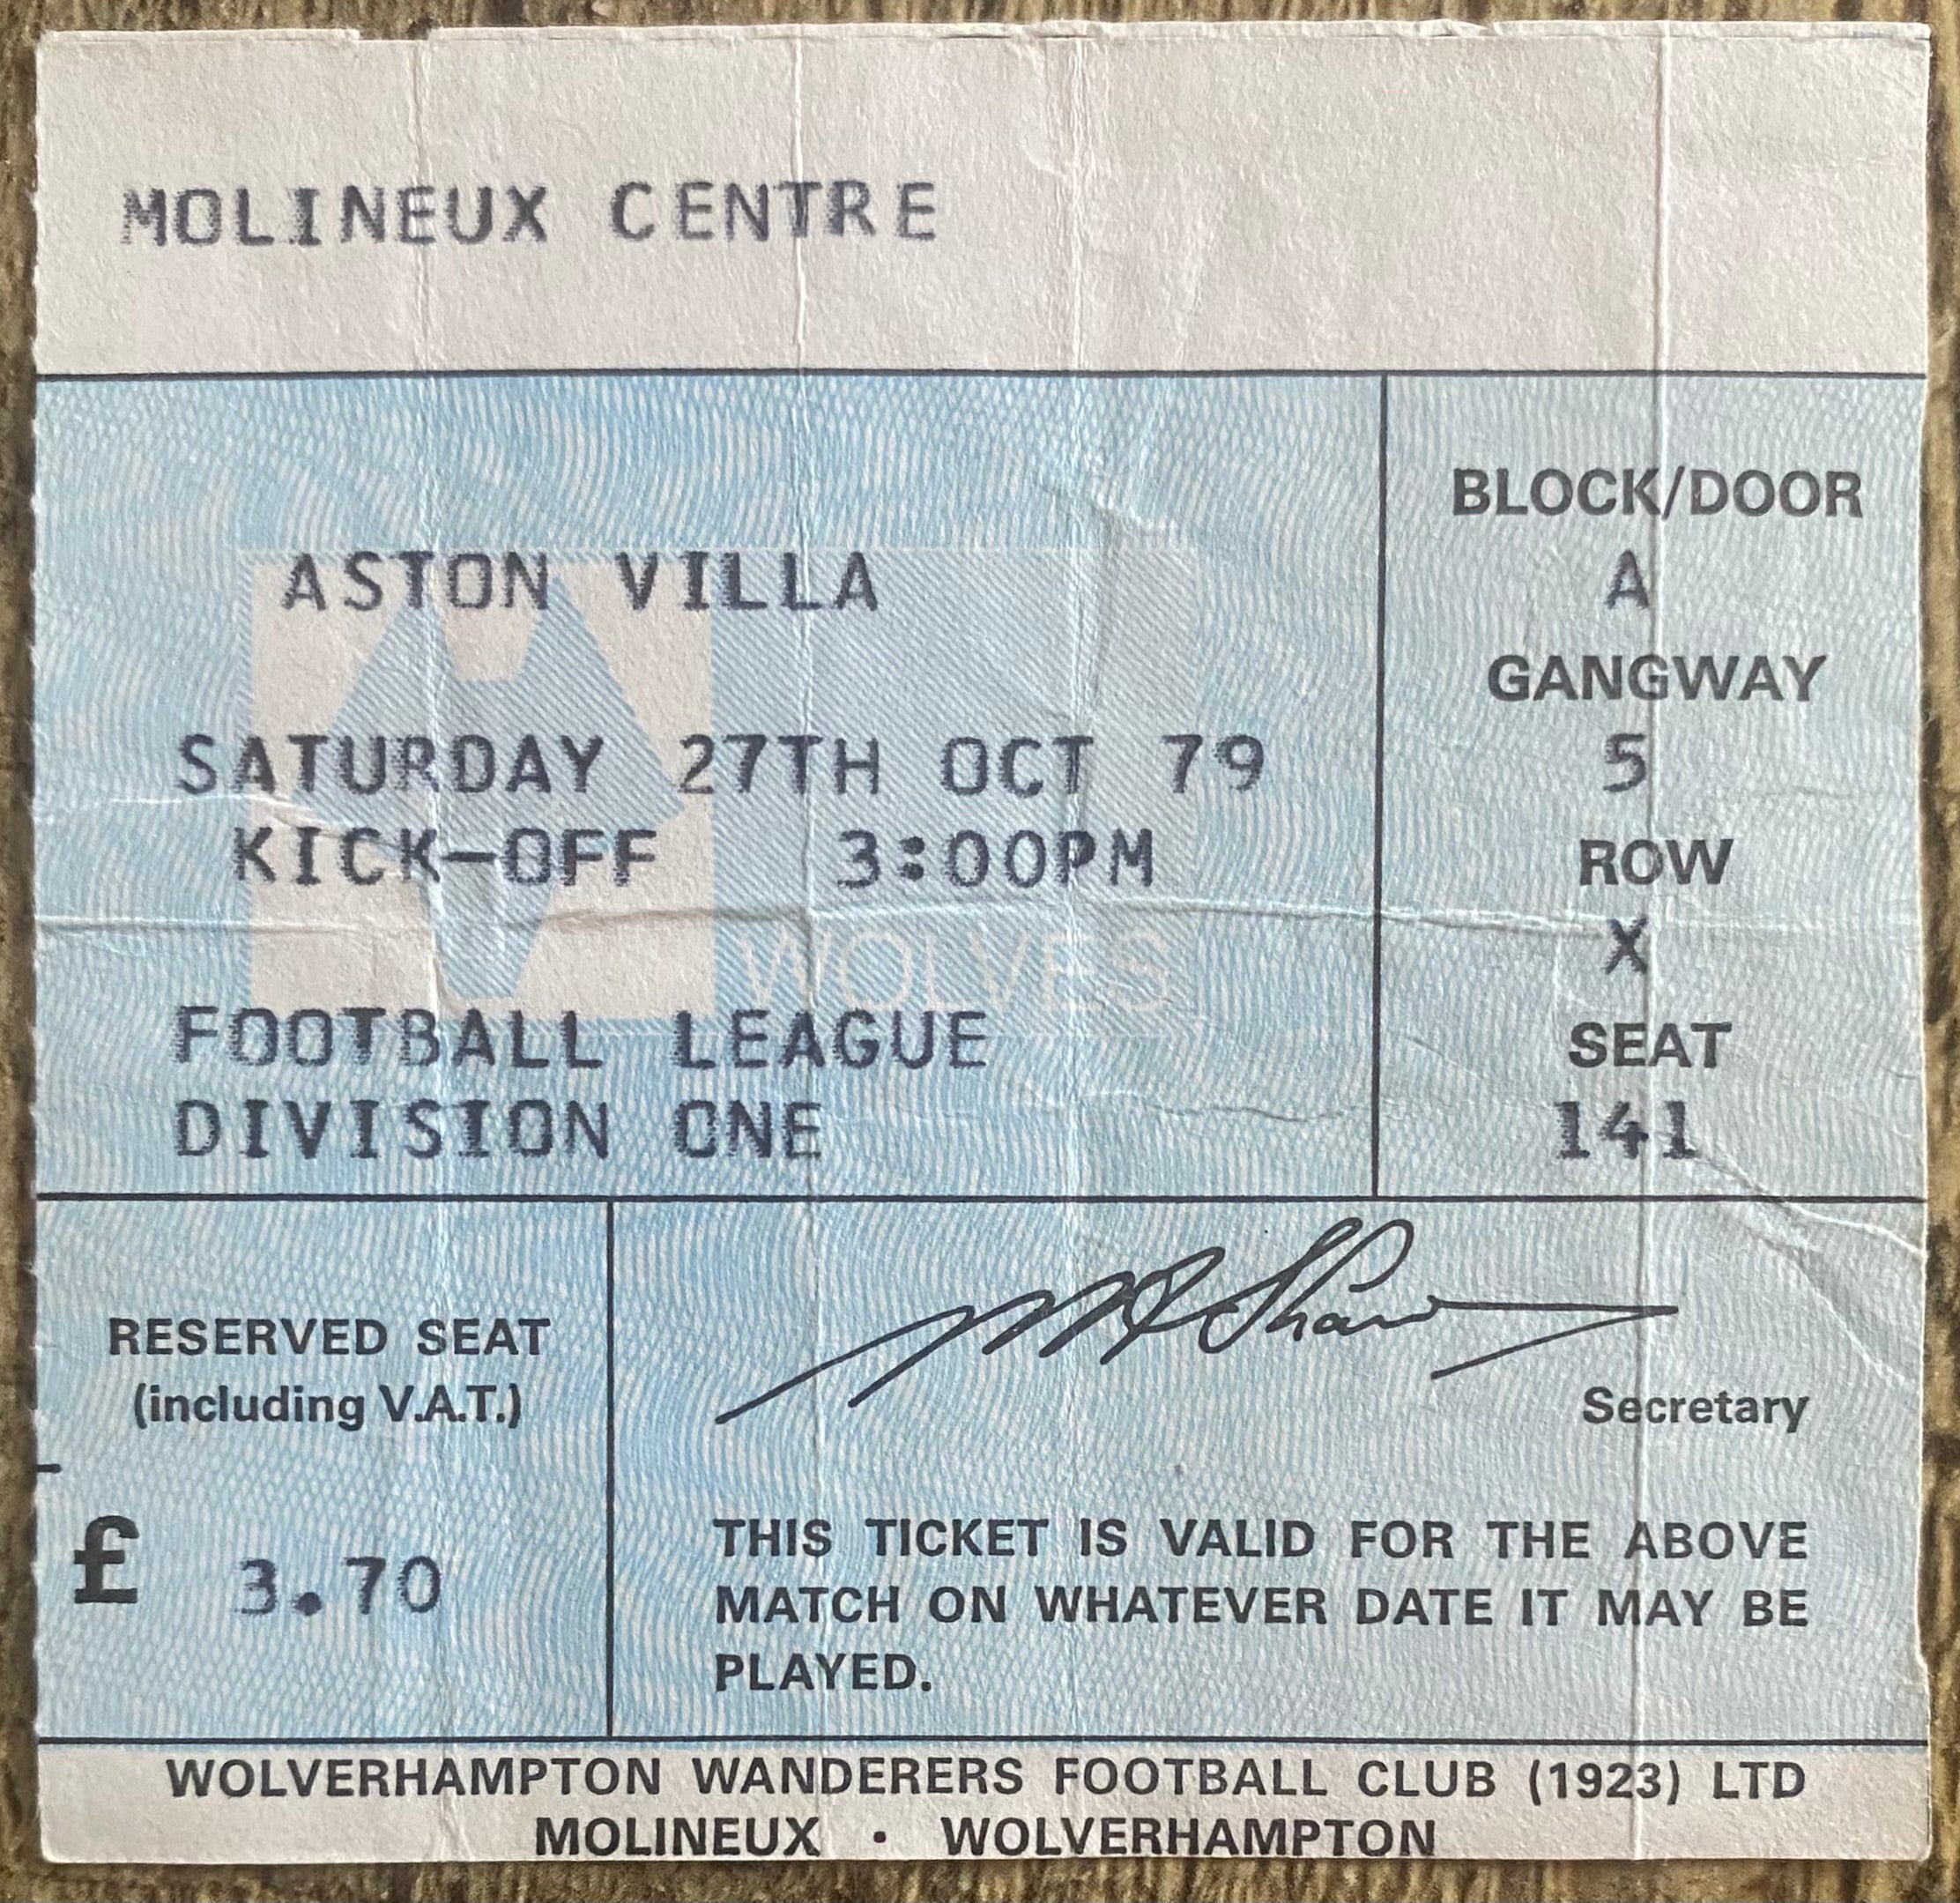 MOLINEUX CENTRE
ASTON VILLA
SATURDAY 27TH OCT 79
KICK-OFF 3:00PM
WOLVES
FOOTBALL LEAGUE
DIVISION ONE
BLOCK/DOOR
A
GANGWAY
5
ROW
X
SEAT
141
RESERVED SEAT
(including V.A.T.)
£ 3.70
Shaw
Secretary
THIS TICKET IS VALID FOR THE ABOVE
MATCH ON WHATEVER DATE IT MAY BE
PLAYED.
WOLVERHAMPTON WANDERERS FOOTBALL CLUB (1923) LTD
MOLINEUX • WOLVERHAMPTON